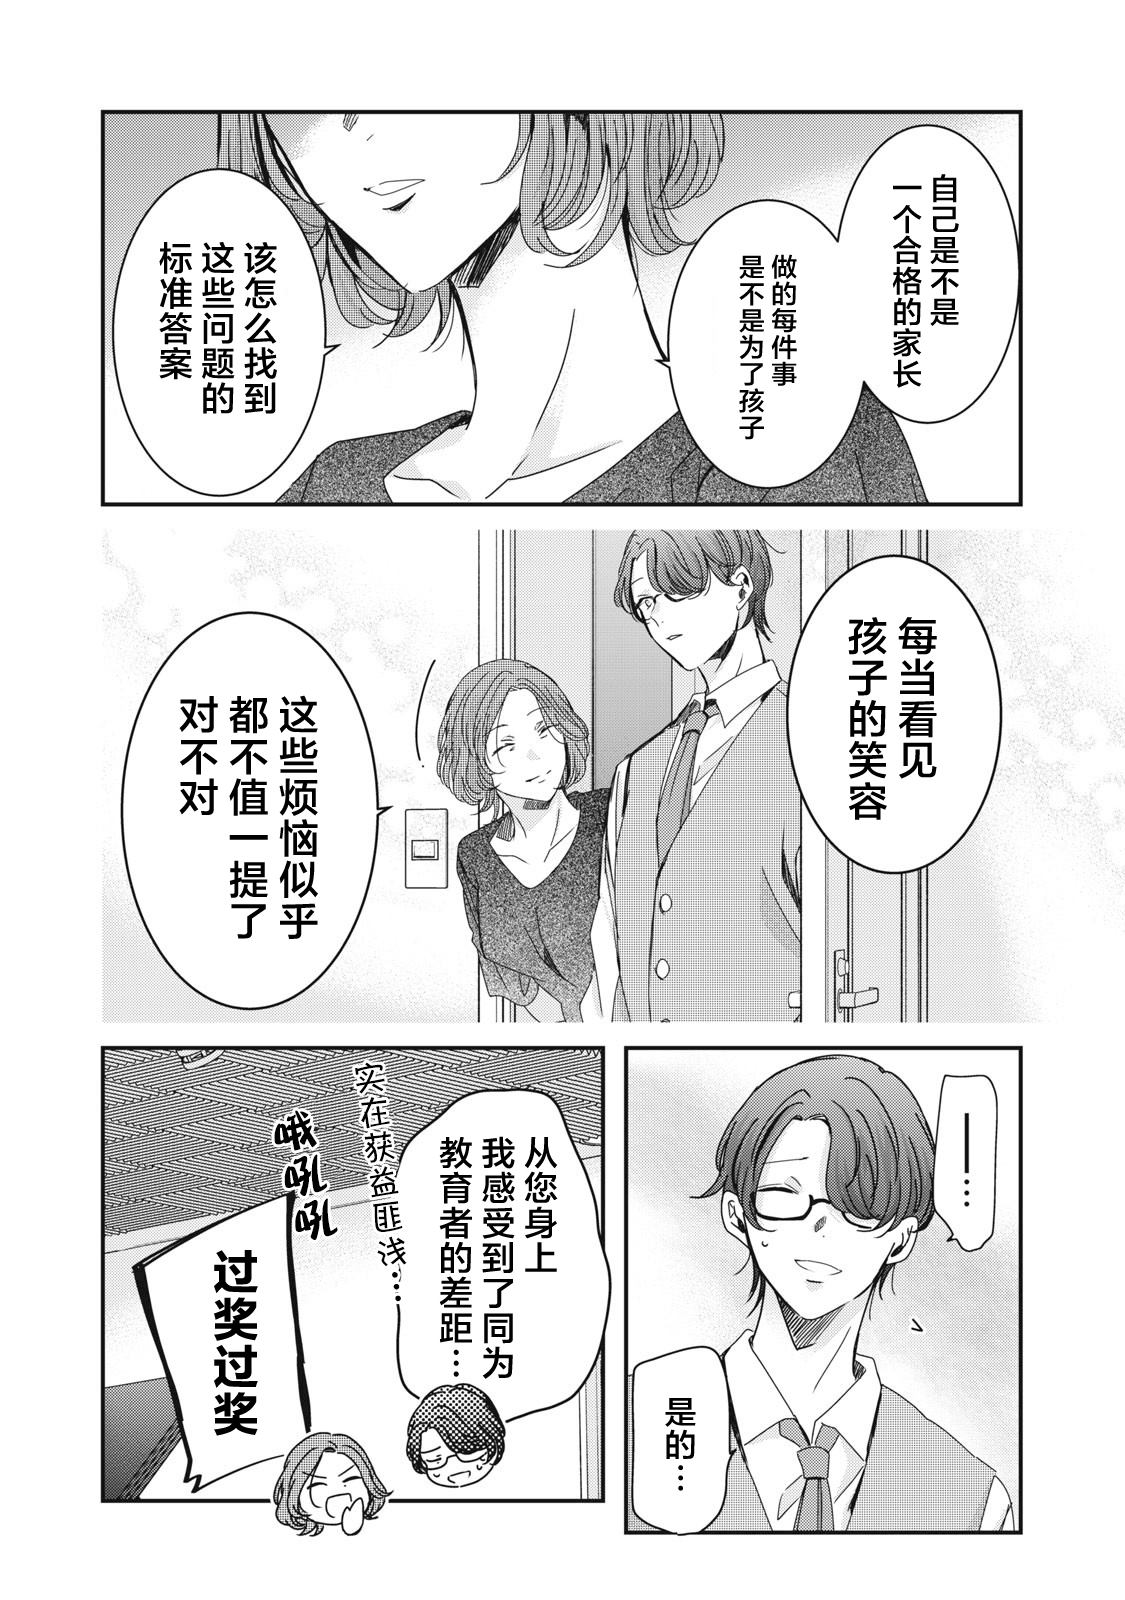 自己是不是
一个合格的家长
做的每件事
是不是为了孩子
该怎么找到
这些问题的
标准答案
每当看见
孩子的笑容
这些烦恼似乎
都不值一提了
对不对
——…
是的…
从您身上
我感受到了同为
教育者的差距…
实在获益匪浅…
哦吼吼
过奖过奖